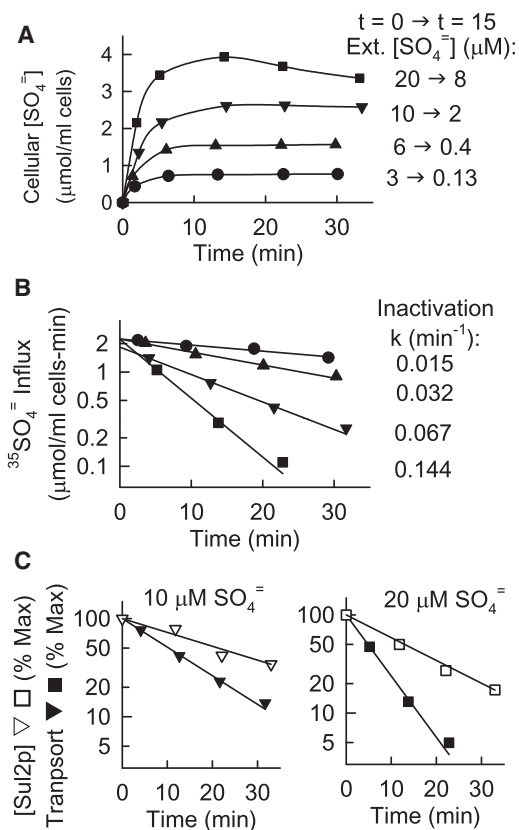 A
t = 0 → t = 15
Ext. [SO₄⁼] (μM):
20 → 8
10 → 2
6 → 0.4
3 → 0.13
Cellular [SO₄⁼]
(μmol/ml cells)
4
3
2
1
0
0 10 20 30
Time (min)
B
Inactivation
k (min⁻¹):
0.015
0.032
0.067
0.144
³⁵SO₄⁼ Influx
(μmol/ml cells-min)
2
1
0.5
0.2
0.1
0 10 20 30
Time (min)
C
[Sul2p] ▽ □ (% Max)
Tranpsort ▼ ■ (% Max)
10 μM SO₄⁼
100
50
20
10
5
0 10 20 30
Time (min)
20 μM SO₄⁼
100
50
20
10
5
0 10 20 30
Time (min)